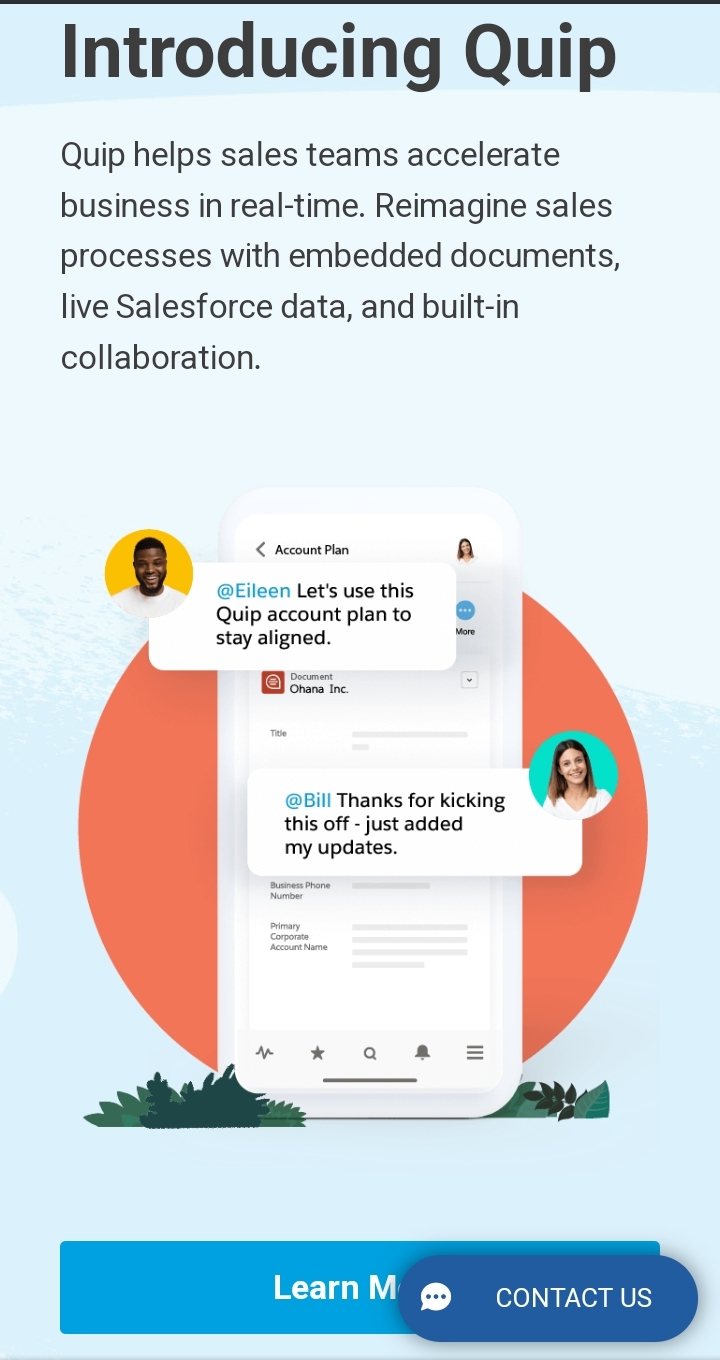 Introducing Quip
Quip helps sales teams accelerate
business in real-time. Reimagine sales
processes with embedded documents,
live Salesforce data, and built-in
collaboration.
Account Plan
@Eileen Let's use this
Quip account plan to
stay aligned.
More
Document
Ohana Inc.
Title
@Bill Thanks for kicking
this off - just added
my updates.
Business Phone
Number
Primary
Corporate
Account Name
Learn M
CONTACT US